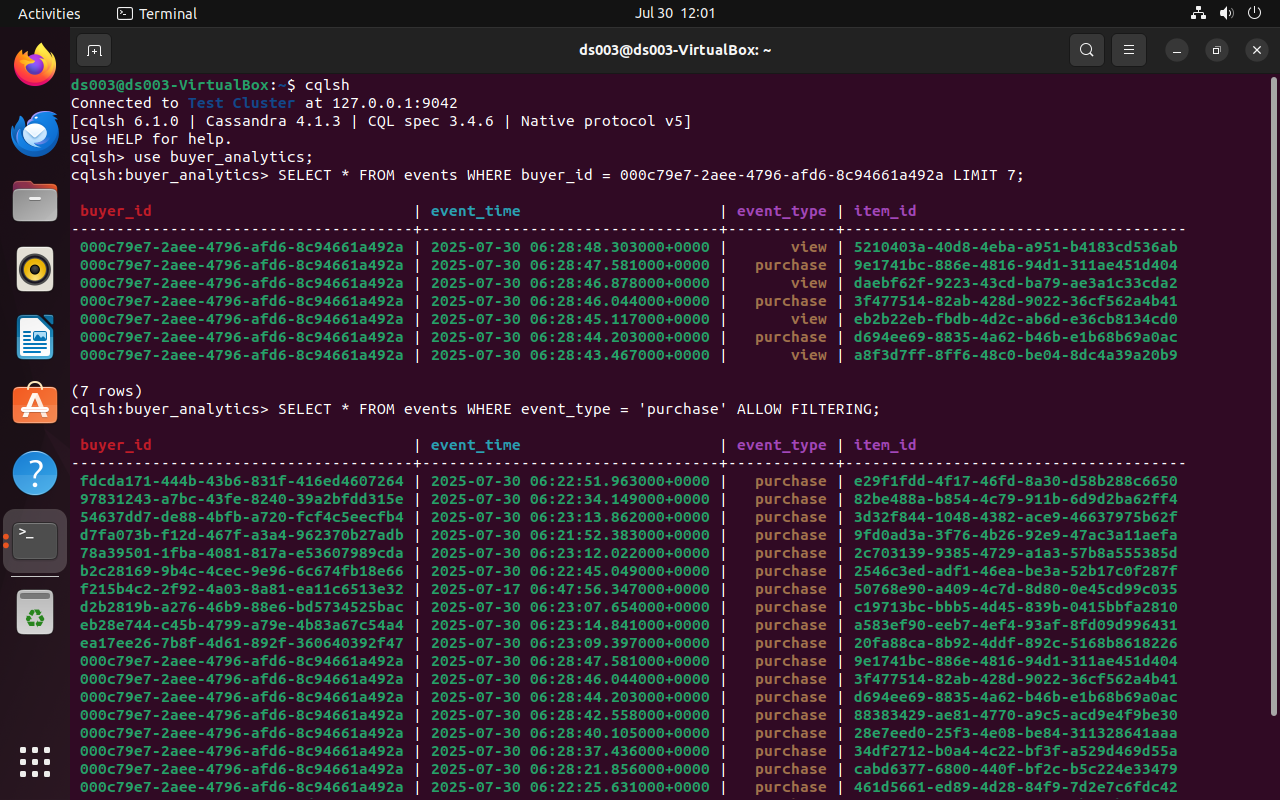 Activities Terminal Jul 30 12:01
ds003@ds003-VirtualBox: ~
ds003@ds003-VirtualBox:~$ cqlsh
Connected to Test Cluster at 127.0.0.1:9042
[cqlsh 6.1.0 | Cassandra 4.1.3 | CQL spec 3.4.6 | Native protocol v5]
Use HELP for help.
cqlsh> use buyer_analytics;
cqlsh:buyer_analytics> SELECT * FROM events WHERE buyer_id = 000c79e7-2aee-4796-afd6-8c94661a492a LIMIT 7;
buyer_id | event_time | event_type | item_id
--------------------------------------+---------------------------------+------------+--------------------------------------
000c79e7-2aee-4796-afd6-8c94661a492a | 2025-07-30 06:28:48.303000+0000 | view | 5210403a-40d8-4eba-a951-b4183cd536ab
000c79e7-2aee-4796-afd6-8c94661a492a | 2025-07-30 06:28:47.581000+0000 | purchase | 9e1741bc-886e-4816-94d1-311ae451d404
000c79e7-2aee-4796-afd6-8c94661a492a | 2025-07-30 06:28:46.878000+0000 | view | daebf62f-9223-43cd-ba79-ae3a1c33cda2
000c79e7-2aee-4796-afd6-8c94661a492a | 2025-07-30 06:28:46.044000+0000 | purchase | 3f477514-82ab-428d-9022-36cf562a4b41
000c79e7-2aee-4796-afd6-8c94661a492a | 2025-07-30 06:28:45.117000+0000 | view | eb2b22eb-fbdb-4d2c-ab6d-e36cb8134cd0
000c79e7-2aee-4796-afd6-8c94661a492a | 2025-07-30 06:28:44.203000+0000 | purchase | d694ee69-8835-4a62-b46b-e1b68b69a0ac
000c79e7-2aee-4796-afd6-8c94661a492a | 2025-07-30 06:28:43.467000+0000 | view | a8f3d7ff-8ff6-48c0-be04-8dc4a39a20b9
(7 rows)
cqlsh:buyer_analytics> SELECT * FROM events WHERE event_type = 'purchase' ALLOW FILTERING;
buyer_id | event_time | event_type | item_id
--------------------------------------+---------------------------------+------------+--------------------------------------
fdcda171-444b-43b6-831f-416ed4607264 | 2025-07-30 06:22:51.963000+0000 | purchase | e29f1fdd-4f17-46fd-8a30-d58b288c6650
97831243-a7bc-43fe-8240-39a2bfdd315e | 2025-07-30 06:22:34.149000+0000 | purchase | 82be488a-b854-4c79-911b-6d9d2ba62ff4
54637dd7-de88-4bfb-a720-fcf4c5eecfb4 | 2025-07-30 06:23:13.862000+0000 | purchase | 3d32f844-1048-4382-ace9-46637975b62f
d7fa073b-f12d-467f-a3a4-962370b27adb | 2025-07-30 06:21:52.383000+0000 | purchase | 9fd0ad3a-3f76-4b26-92e9-47ac3a11aefa
78a39501-1fba-4081-817a-e53607989cda | 2025-07-30 06:23:12.022000+0000 | purchase | 2c703139-9385-4729-a1a3-57b8a555385d
b2c28169-9b4c-4cec-9e96-6c674fb18e66 | 2025-07-30 06:22:45.049000+0000 | purchase | 2546c3ed-adf1-46ea-be3a-52b17c0f287f
f215b4c2-2f92-4a03-8a81-ea11c6513e32 | 2025-07-17 06:47:56.347000+0000 | purchase | 50768e90-a409-4c7d-8d80-0e45cd99c035
d2b2819b-a276-46b9-88e6-bd5734525bac | 2025-07-30 06:23:07.654000+0000 | purchase | c19713bc-bbb5-4d45-839b-0415bbfa2810
eb28e744-c45b-4799-a79e-4b83a67c54a4 | 2025-07-30 06:23:14.841000+0000 | purchase | a583ef90-eeb7-4ef4-93af-8fd09d996431
ea17ee26-7b8f-4d61-892f-360640392f47 | 2025-07-30 06:23:09.397000+0000 | purchase | 20fa88ca-8b92-4ddf-892c-5168b8618226
000c79e7-2aee-4796-afd6-8c94661a492a | 2025-07-30 06:28:47.581000+0000 | purchase | 9e1741bc-886e-4816-94d1-311ae451d404
000c79e7-2aee-4796-afd6-8c94661a492a | 2025-07-30 06:28:46.044000+0000 | purchase | 3f477514-82ab-428d-9022-36cf562a4b41
000c79e7-2aee-4796-afd6-8c94661a492a | 2025-07-30 06:28:44.203000+0000 | purchase | d694ee69-8835-4a62-b46b-e1b68b69a0ac
000c79e7-2aee-4796-afd6-8c94661a492a | 2025-07-30 06:28:42.558000+0000 | purchase | 88383429-ae81-4770-a9c5-acd9e4f9be30
000c79e7-2aee-4796-afd6-8c94661a492a | 2025-07-30 06:28:40.105000+0000 | purchase | 28e7eed0-25f3-4e08-be84-311328641aaa
000c79e7-2aee-4796-afd6-8c94661a492a | 2025-07-30 06:28:37.436000+0000 | purchase | 34df2712-b0a4-4c22-bf3f-a529d469d55a
000c79e7-2aee-4796-afd6-8c94661a492a | 2025-07-30 06:28:21.856000+0000 | purchase | cabd6377-6800-440f-bf2c-b5c224e33479
000c79e7-2aee-4796-afd6-8c94661a492a | 2025-07-30 06:22:25.631000+0000 | purchase | 461d5661-ed89-4d28-84f9-7d2e7c6fdc42